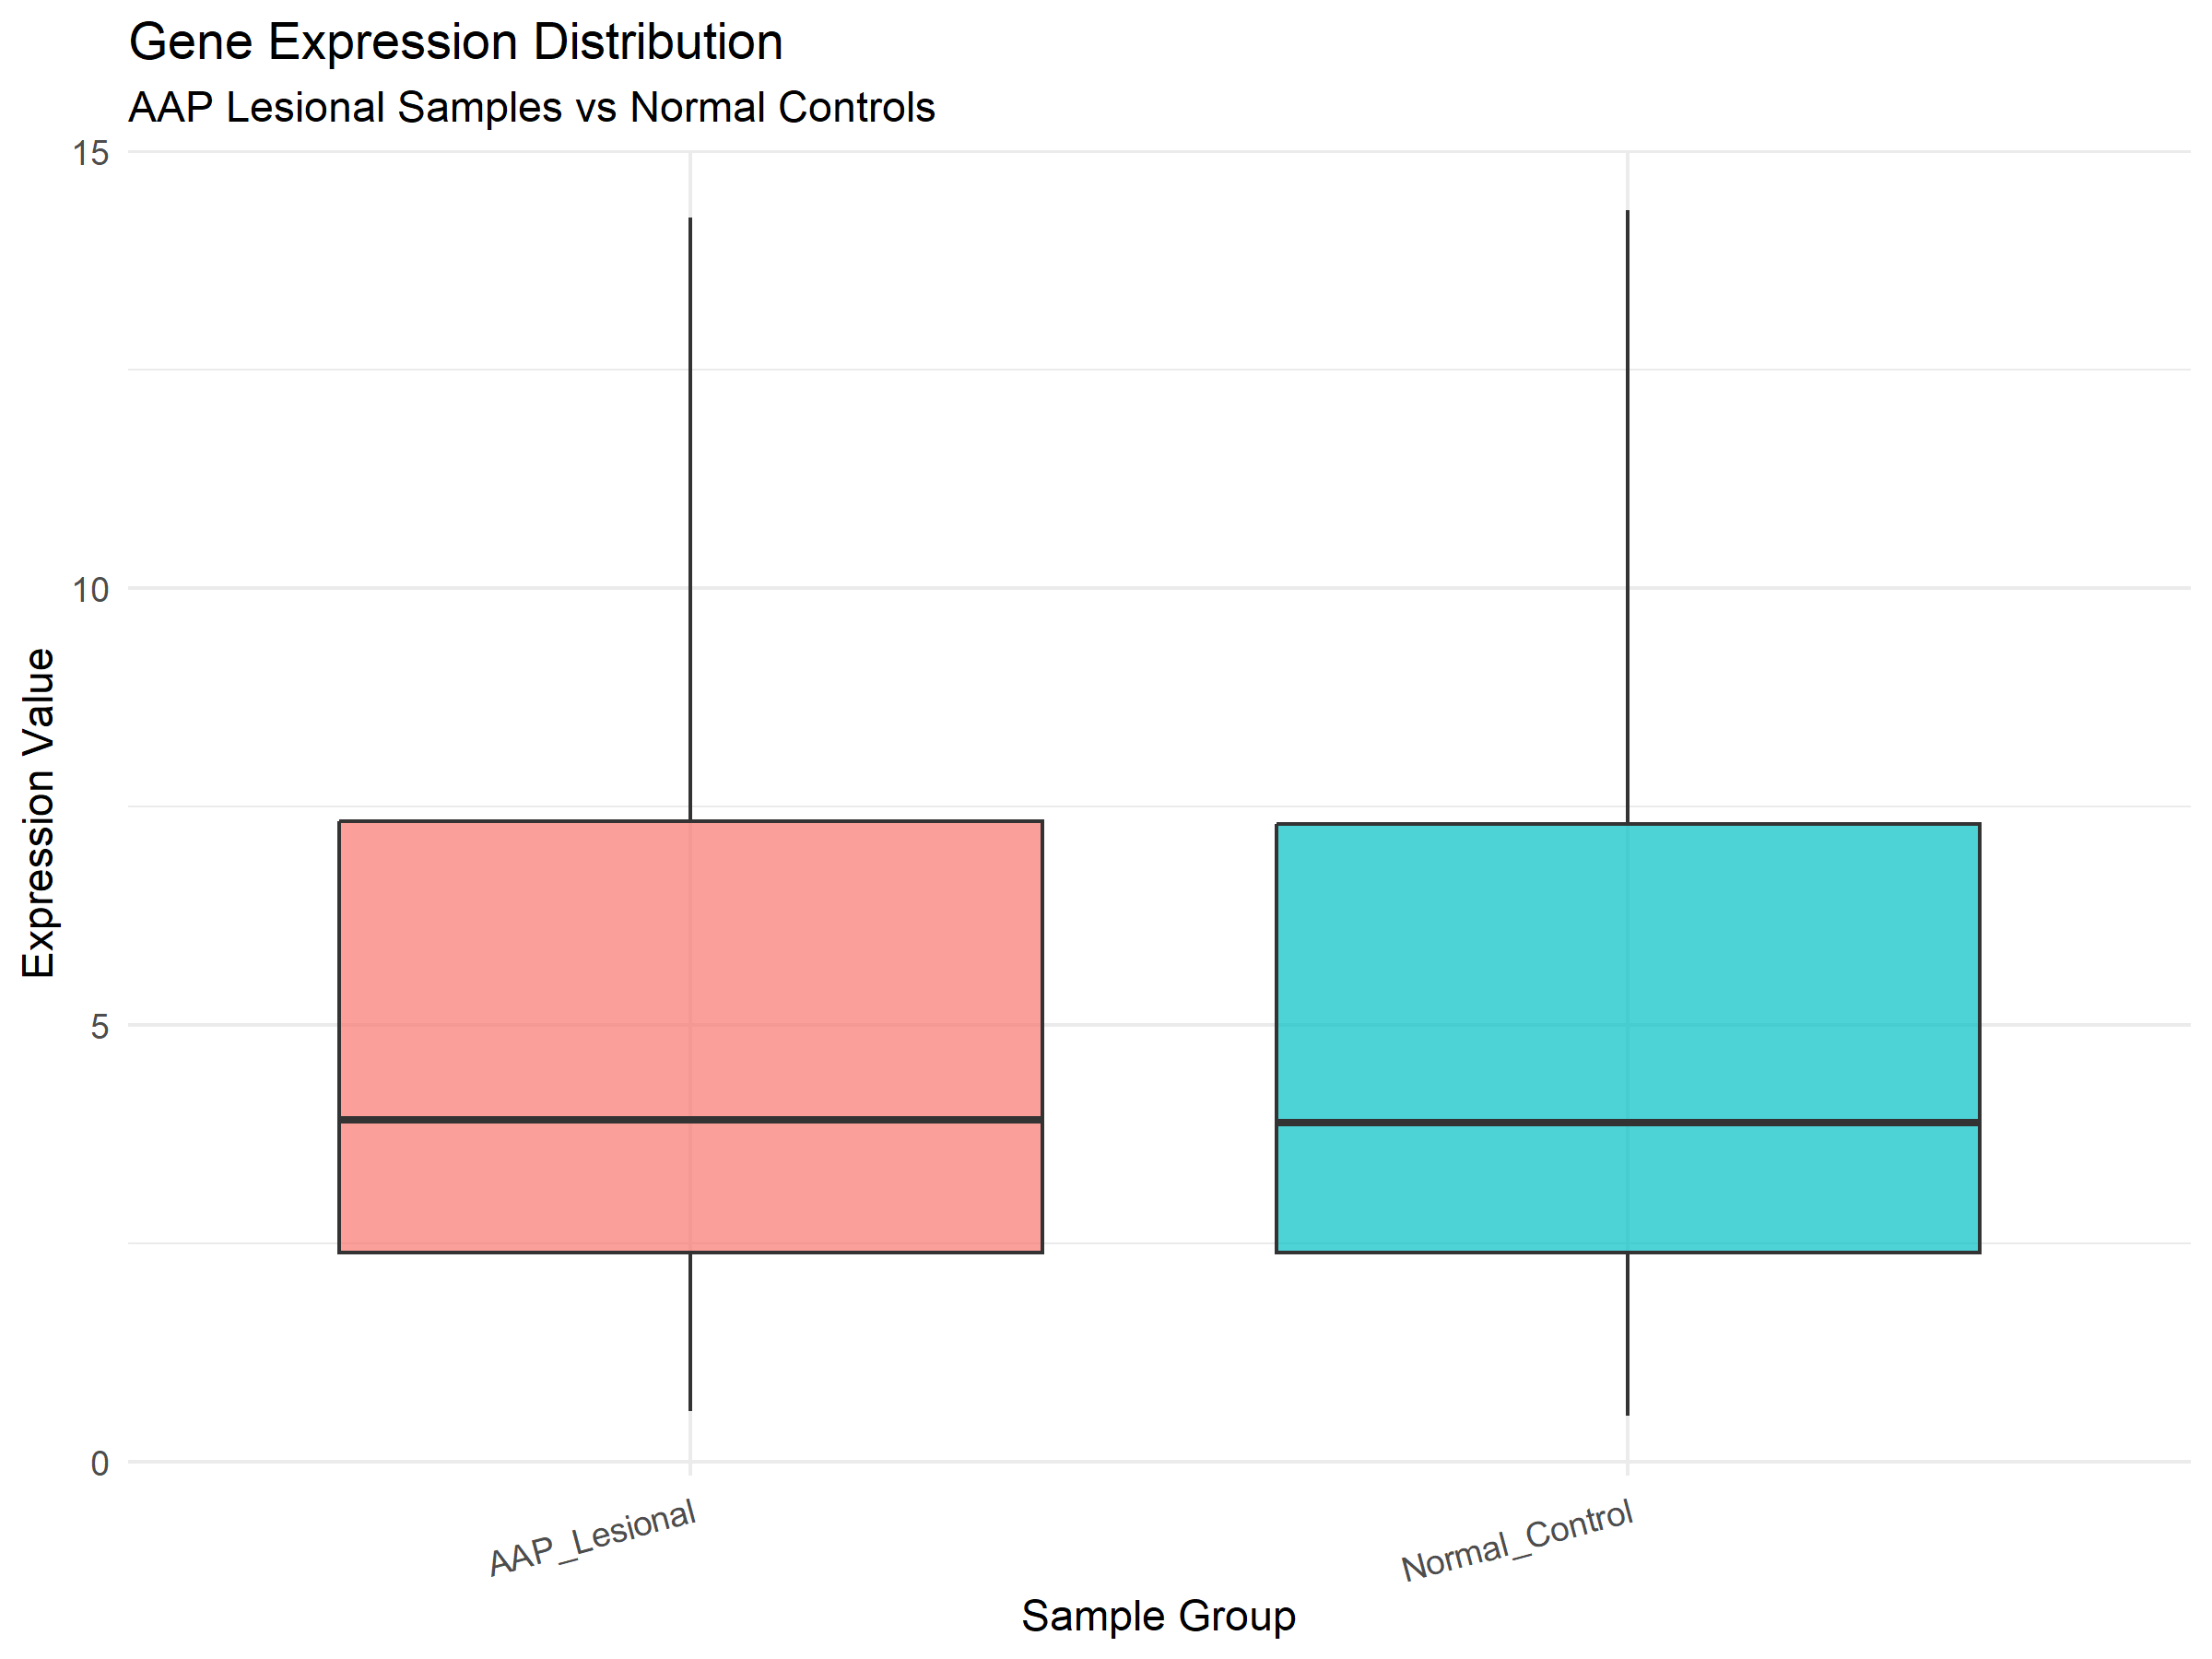 Gene Expression Distribution
AAP Lesional Samples vs Normal Controls
15
10
5
0
Expression Value
AAP_Lesional
Normal_Control
Sample Group